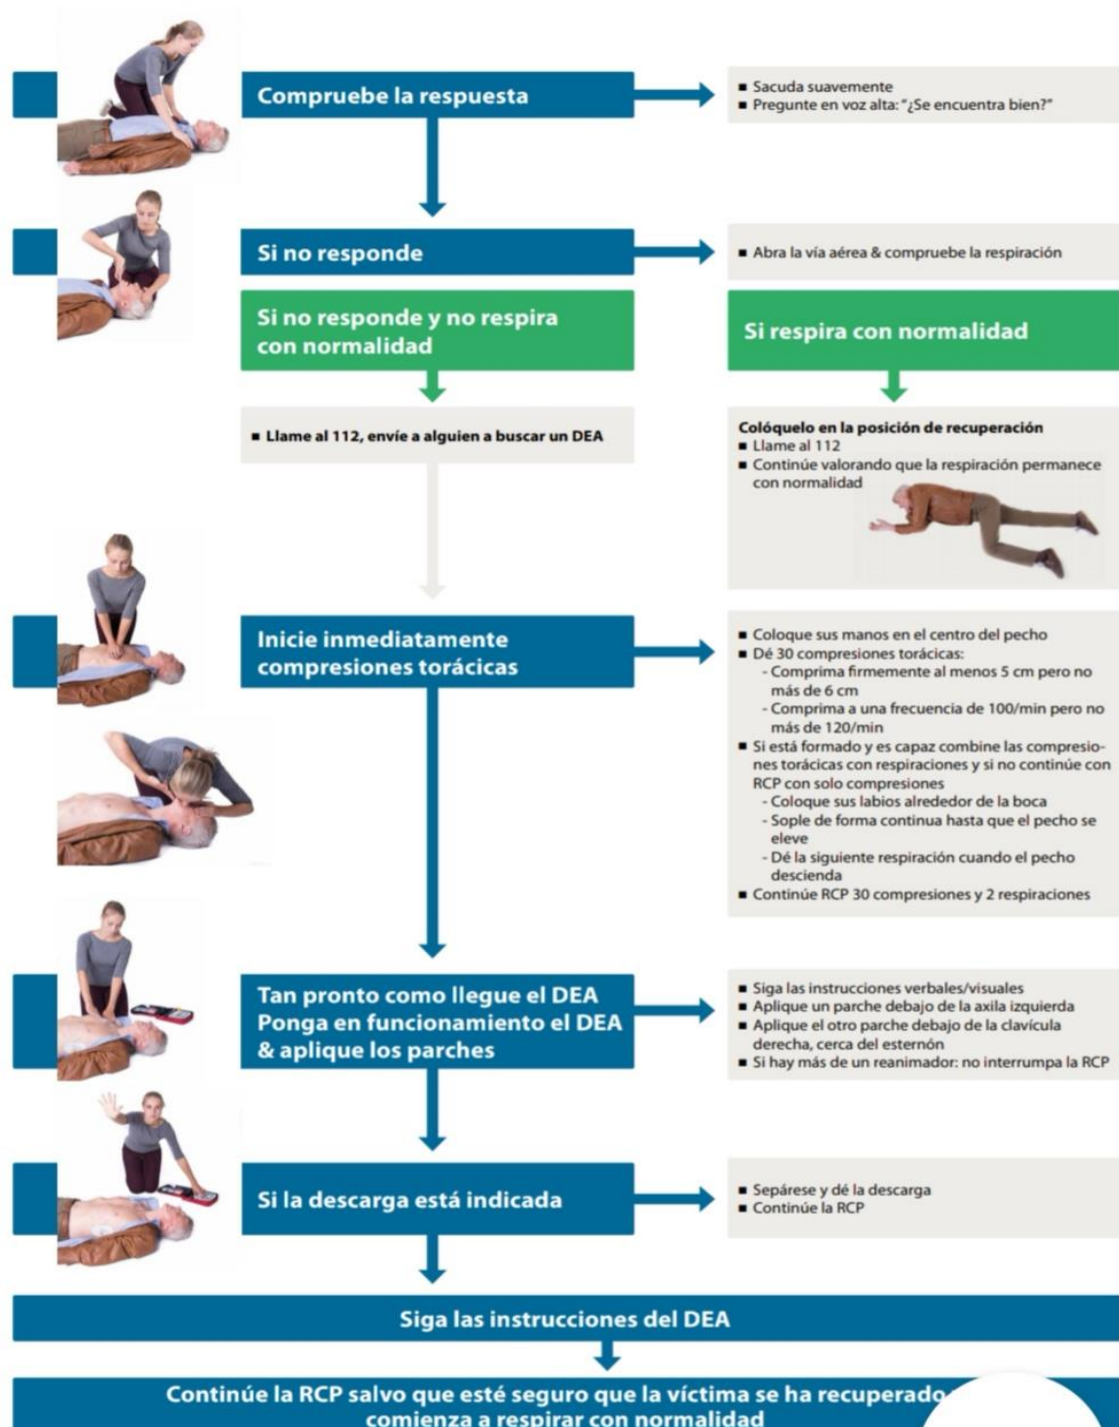 Compruebe la respuesta
■ Sacuda suavemente
■ Pregunte en voz alta: “¿Se encuentra bien?”
Si no responde
■ Abra la vía aérea & compruebe la respiración
Si no responde y no respira
con normalidad
Si respira con normalidad
■ Llame al 112, envíe a alguien a buscar un DEA
Colóquelo en la posición de recuperación
■ Llame al 112
■ Continúe valorando que la respiración permanece
con normalidad
Inicie inmediatamente
compresiones torácicas
■ Coloque sus manos en el centro del pecho
■ Dé 30 compresiones torácicas:
- Comprima firmemente al menos 5 cm pero no
más de 6 cm
- Comprima a una frecuencia de 100/min pero no
más de 120/min
■ Si está formado y es capaz combine las compresio-
nes torácicas con respiraciones y si no continúe con
RCP con solo compresiones
- Coloque sus labios alrededor de la boca
- Sople de forma continua hasta que el pecho se
eleve
- Dé la siguiente respiración cuando el pecho
descienda
■ Continúe RCP 30 compresiones y 2 respiraciones
Tan pronto como llegue el DEA
Ponga en funcionamiento el DEA
& aplique los parches
■ Siga las instrucciones verbales/visuales
■ Aplique un parche debajo de la axila izquierda
■ Aplique el otro parche debajo de la clavícula
derecha, cerca del esternón
■ Si hay más de un reanimador: no interrumpa la RCP
Si la descarga está indicada
■ Sepárese y dé la descarga
■ Continúe la RCP
Siga las instrucciones del DEA
Continúe la RCP salvo que esté seguro que la víctima se ha recuperado
comienza a respirar con normalidad